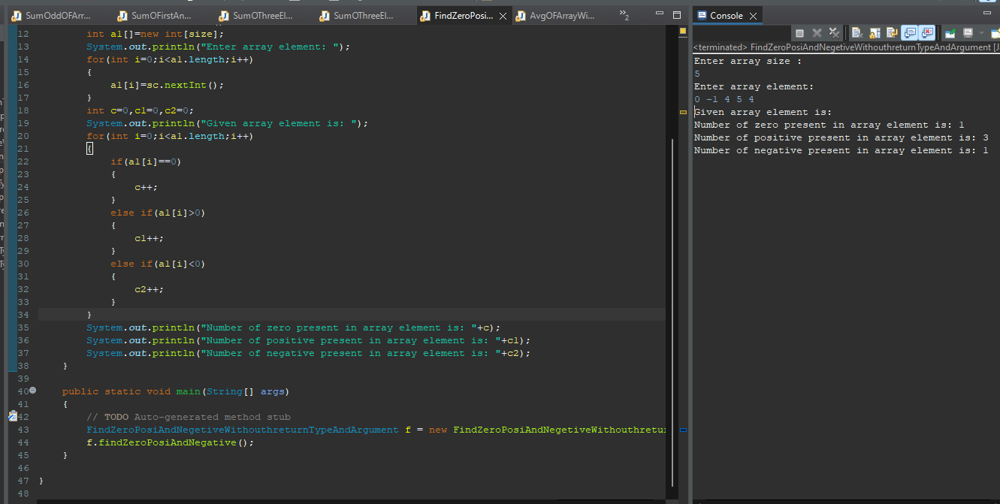 SumOddOFArr...
SumOFirstAn...
SumOThreeEl...
SumOThreeEl...
FindZeroPosi...
AvgOFArrayWi...
»2
12 int al[]=new int[size];
13 System.out.println("Enter array element: ");
14 for(int i=0;i<al.length;i++)
15 {
16 al[i]=sc.nextInt();
17 }
18 int c=0,c1=0,c2=0;
19 System.out.println("Given array element is: ");
20 for(int i=0;i<al.length;i++)
21 {
22 if(al[i]==0)
23 {
24 c++;
25 }
26 else if(al[i]>0)
27 {
28 c1++;
29 }
30 else if(al[i]<0)
31 {
32 c2++;
33 }
34 }
35 System.out.println("Number of zero present in array element is: "+c);
36 System.out.println("Number of positive present in array element is: "+c1);
37 System.out.println("Number of negative present in array element is: "+c2);
38 }
39
40 public static void main(String[] args)
41 {
42 // TODO Auto-generated method stub
43 FindZeroPosiAndNegetiveWithouthreturnTypeAndArgument f = new FindZeroPosiAndNegetiveWithouthretur
44 f.findZeroPosiAndNegative();
45 }
46
47 }
48
Console
<terminated> FindZeroPosiAndNegetiveWithouthreturnTypeAndArgument [J
Enter array size :
5
Enter array element:
0 -1 4 5 4
Given array element is:
Number of zero present in array element is: 1
Number of positive present in array element is: 3
Number of negative present in array element is: 1